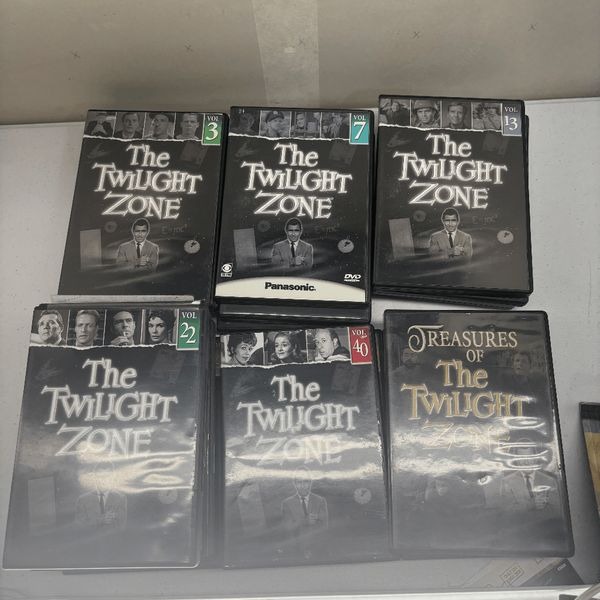 VOL
3
The
TWILIGHT
ZONE
E=mc²
VOL
7
The
TWILIGHT
ZONE
DVD
Panasonic.
VOL
13
The
TWILIGHT
ZONE
VOL
22
The
TWILIGHT
ZONE
VOL
40
The
TWILIGHT
ZONE
TREASURES
OF
The
TWILIGHT
ZONE